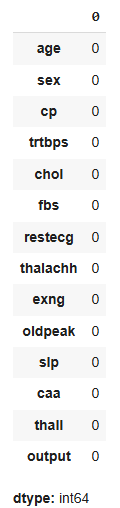 0
age 0
sex 0
cp 0
trtbps 0
chol 0
fbs 0
restecg 0
thalachh 0
exng 0
oldpeak 0
slp 0
caa 0
thall 0
output 0
dtype: int64